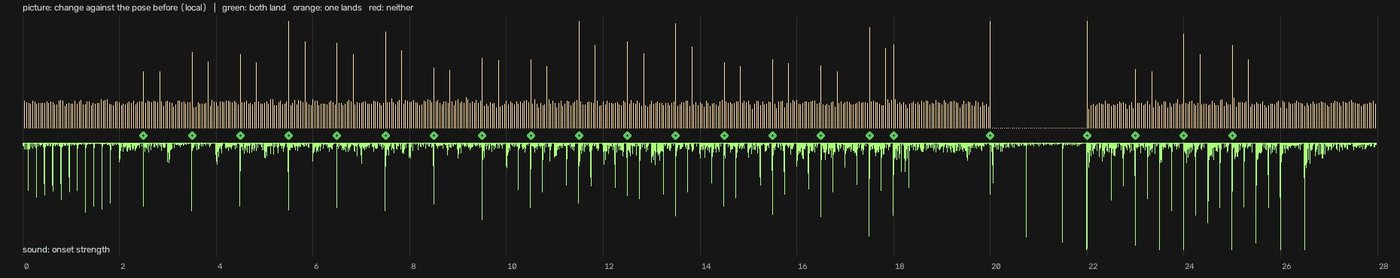 picture: change against the pose before (local) | green: both land orange: one lands red: neither
sound: onset strength
0 2 4 6 8 10 12 14 16 18 20 22 24 26 28